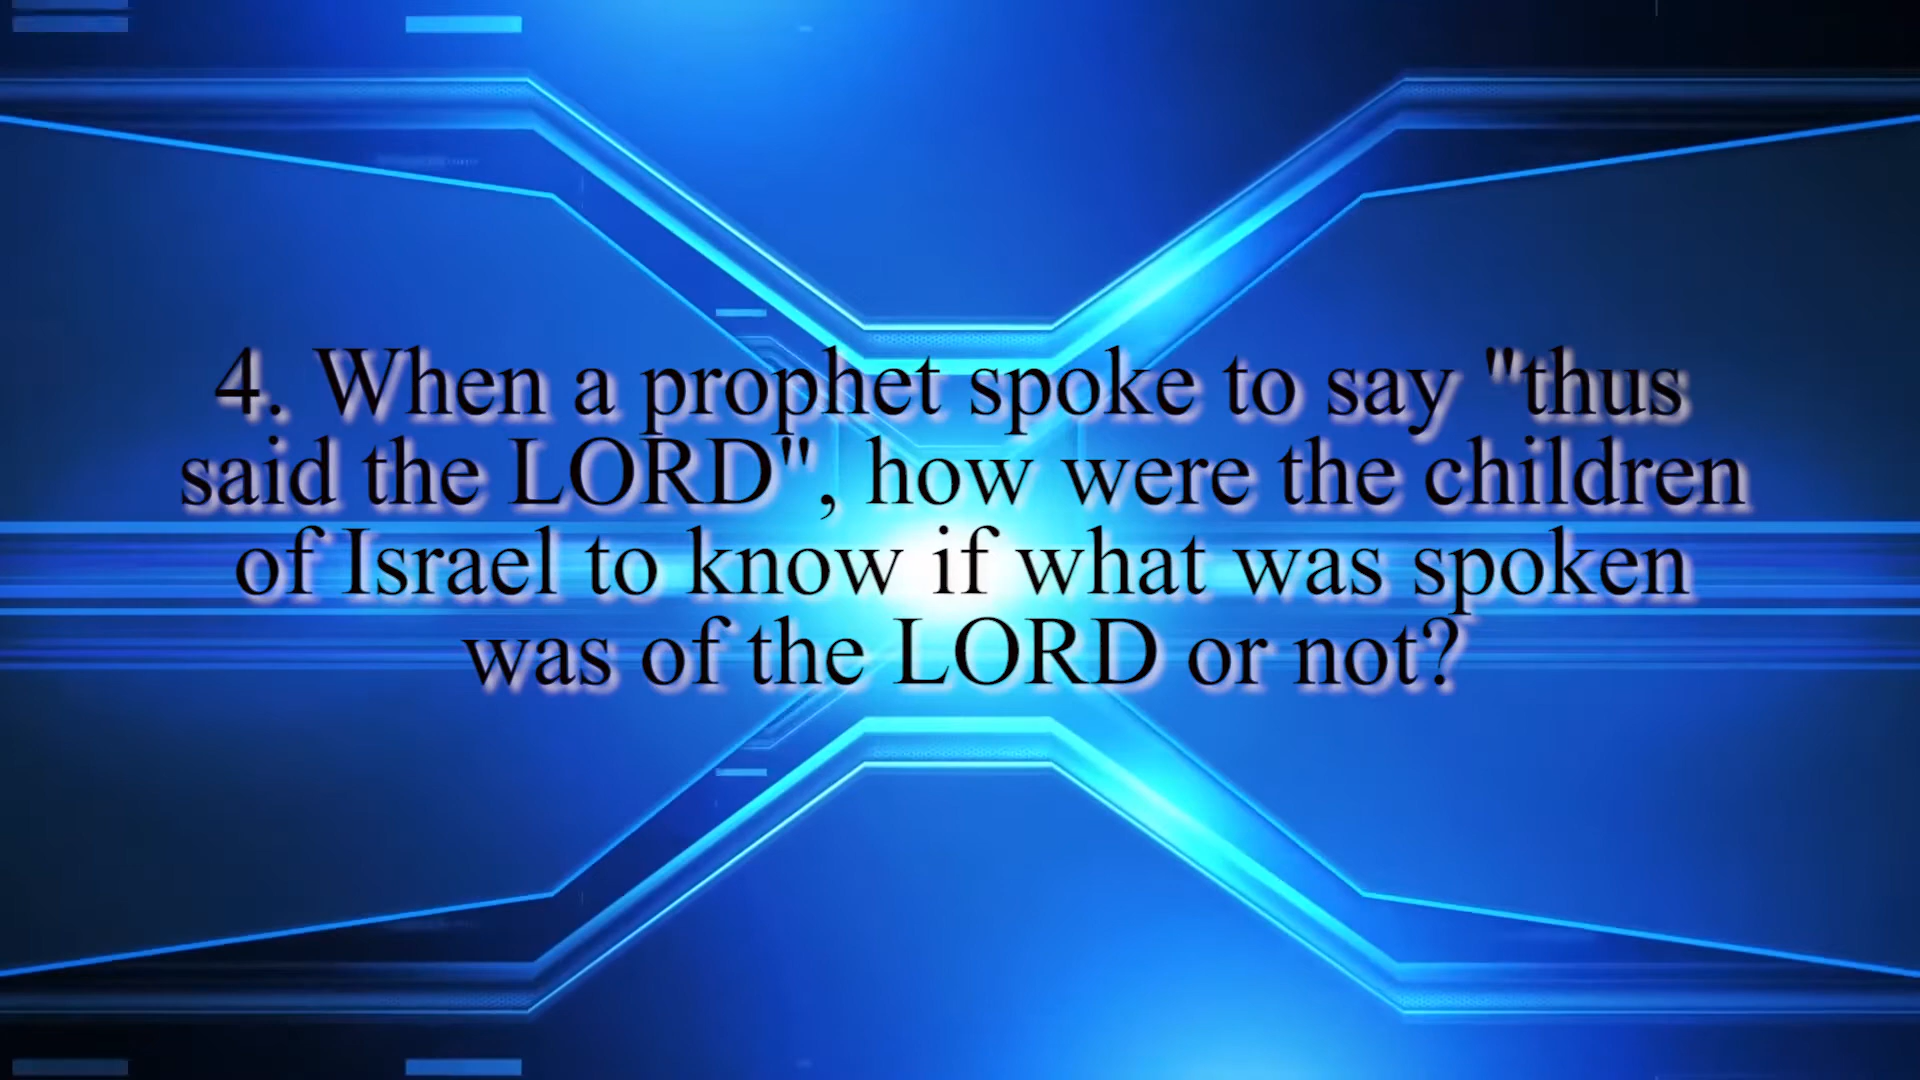 4. When a prophet spoke to say "thus
said the LORD", how were the children
of Israel to know if what was spoken
was of the LORD or not?